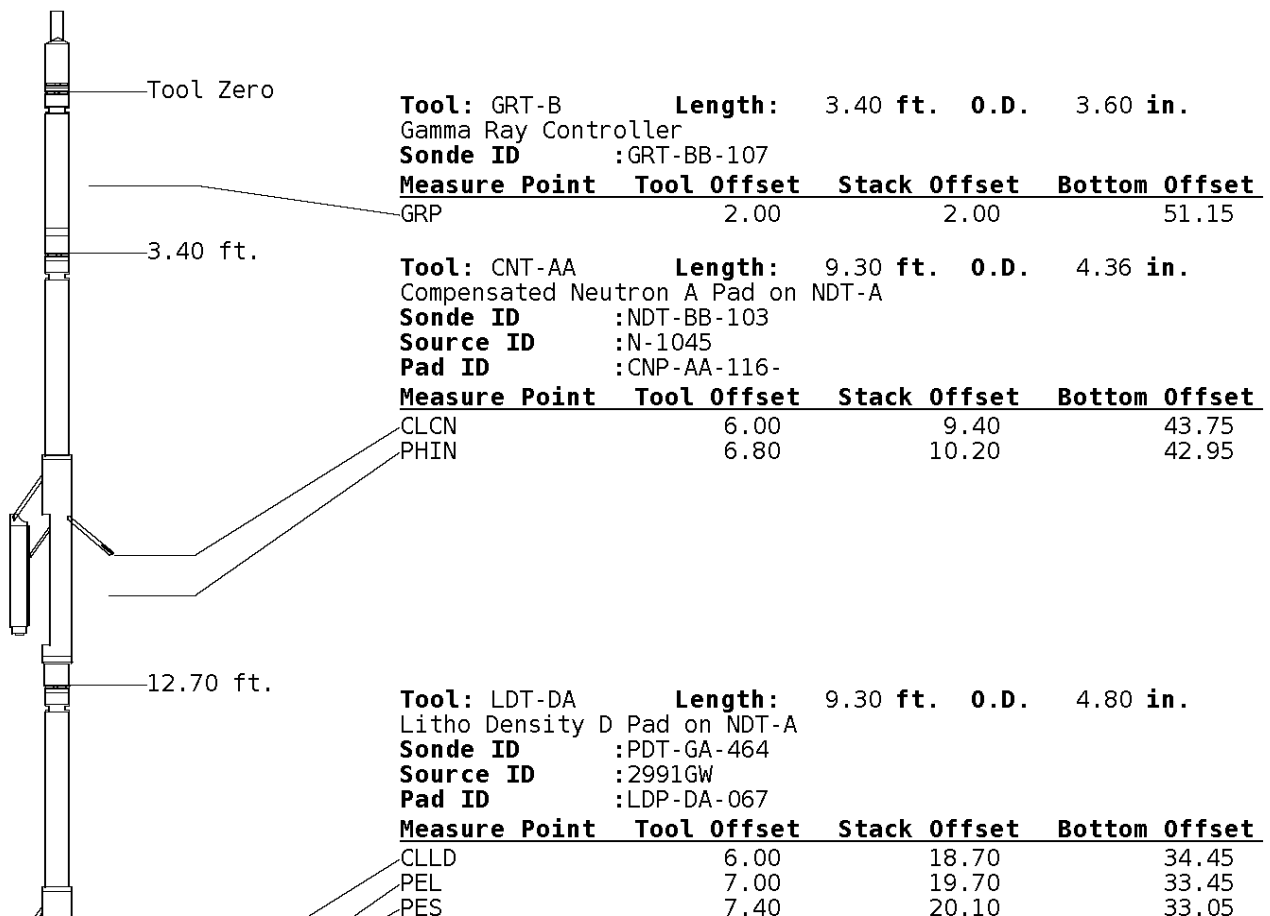 Tool Zero
Tool: GRT-B Length: 3.40 ft. O.D. 3.60 in.
Gamma Ray Controller
Sonde ID :GRT-BB-107
Measure Point Tool Offset Stack Offset Bottom Offset
GRP 2.00 2.00 51.15
3.40 ft.
Tool: CNT-AA Length: 9.30 ft. O.D. 4.36 in.
Compensated Neutron A Pad on NDT-A
Sonde ID :NDT-BB-103
Source ID :N-1045
Pad ID :CNP-AA-116-
Measure Point Tool Offset Stack Offset Bottom Offset
CLCN 6.00 9.40 43.75
PHIN 6.80 10.20 42.95
12.70 ft.
Tool: LDT-DA Length: 9.30 ft. O.D. 4.80 in.
Litho Density D Pad on NDT-A
Sonde ID :PDT-GA-464
Source ID :2991GW
Pad ID :LDP-DA-067
Measure Point Tool Offset Stack Offset Bottom Offset
CLLD 6.00 18.70 34.45
PEL 7.00 19.70 33.45
PES 7.40 20.10 33.05